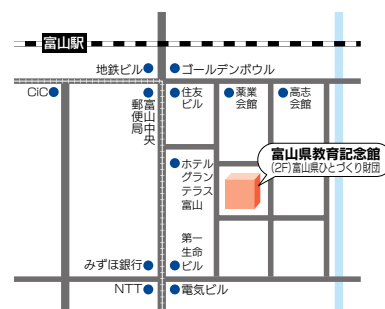 富山駅
地鉄ビル
ゴールデンボウル
CiC
富山中央
郵便局
住友
ビル
薬業
会館
高志
会館
富山県教育記念館
(2F)富山県ひとづくり財団
ホテル
グラン
テラス
富山
第一
生命
ビル
みずほ銀行
NTT
電気ビル